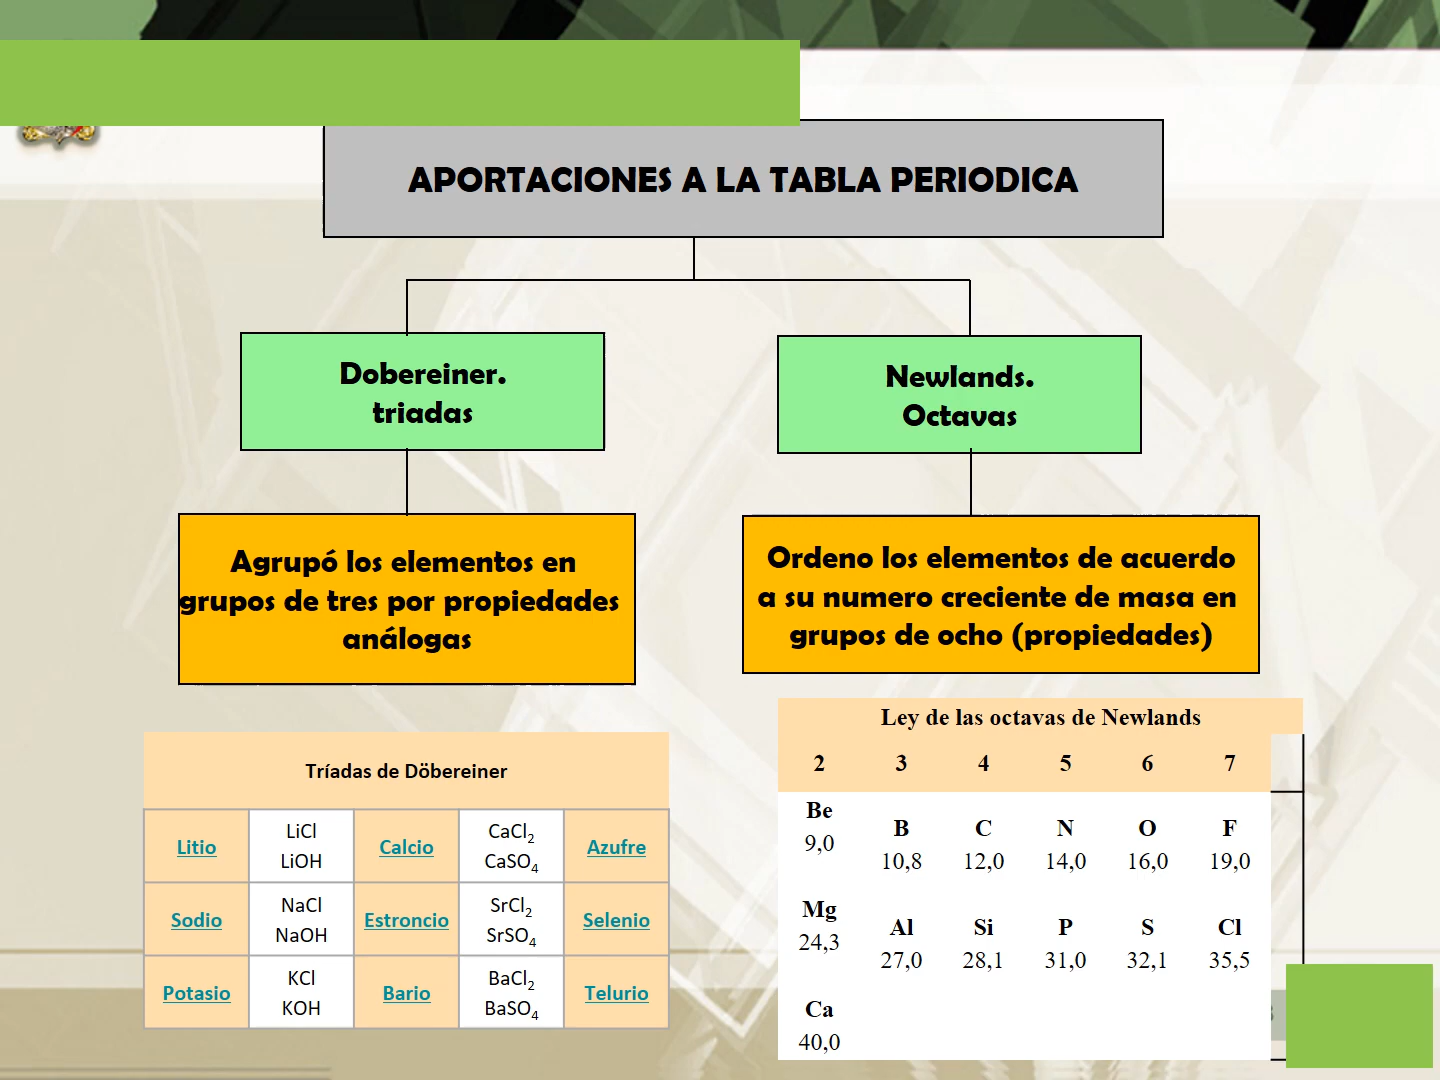 APORTACIONES A LA TABLA PERIODICA
Dobereiner.
triadas
Newlands.
Octavas
Agrupó los elementos en
grupos de tres por propiedades
análogas
Ordeno los elementos de acuerdo
a su numero creciente de masa en
grupos de ocho (propiedades)
Tríadas de Döbereiner
Litio LiCl LiOH Calcio CaCl2 CaSO4 Azufre
Sodio NaCl NaOH Estroncio SrCl2 SrSO4 Selenio
Potasio KCl KOH Bario BaCl2 BaSO4 Telurio
Ley de las octavas de Newlands
2 3 4 5 6 7
Be B C N O F
9,0 10,8 12,0 14,0 16,0 19,0
Mg Al Si P S Cl
24,3 27,0 28,1 31,0 32,1 35,5
Ca
40,0